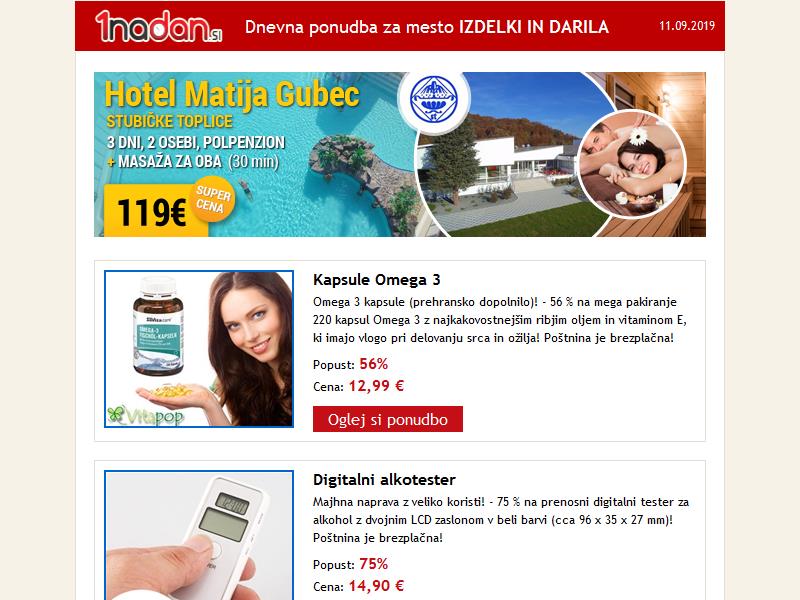 1nadan.si
Dnevna ponudba za mesto IZDELKI IN DARILA
11.09.2019
Hotel Matija Gubec
STUBIČKE TOPLICE
3 DNI, 2 OSEBI, POLPENZION
+ MASAŽA ZA OBA (30 min)
119€
SUPER
CENA
Kapsule Omega 3
Omega 3 kapsule (prehransko dopolnilo)! - 56 % na mega pakiranje
220 kapsul Omega 3 z najkakovostnejšim ribjim oljem in vitaminom E,
ki imajo vlogo pri delovanju srca in ožilja! Poštnina je brezplačna!
Popust: 56%
Cena: 12,99 €
Oglej si ponudbo
OMEGA-3
FISCHÖL-KAPSELN
Vitapop
Digitalni alkotester
Majhna naprava z veliko koristi! - 75 % na prenosni digitalni tester za
alkohol z dvojnim LCD zaslonom v beli barvi (cca 96 x 35 x 27 mm)!
Poštnina je brezplačna!
Popust: 75%
Cena: 14,90 €